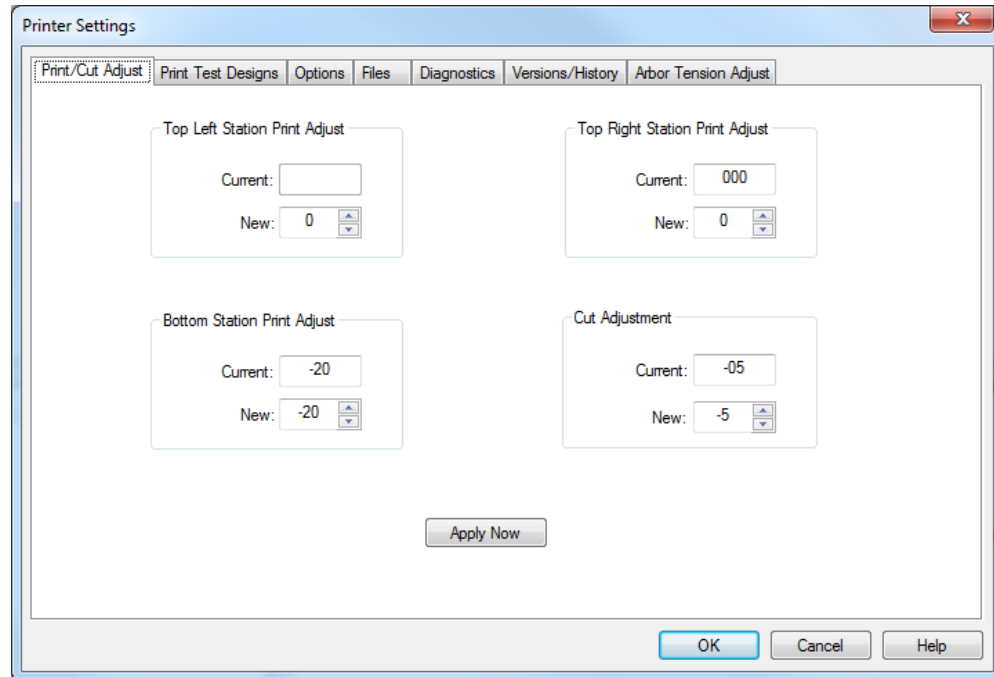 Printer Settings
Print/Cut Adjust Print Test Designs Options Files Diagnostics Versions/History Arbor Tension Adjust
Top Left Station Print Adjust
Current:
New: 0
Top Right Station Print Adjust
Current: 000
New: 0
Bottom Station Print Adjust
Current: -20
New: -20
Cut Adjustment
Current: -05
New: -5
Apply Now
OK Cancel Help